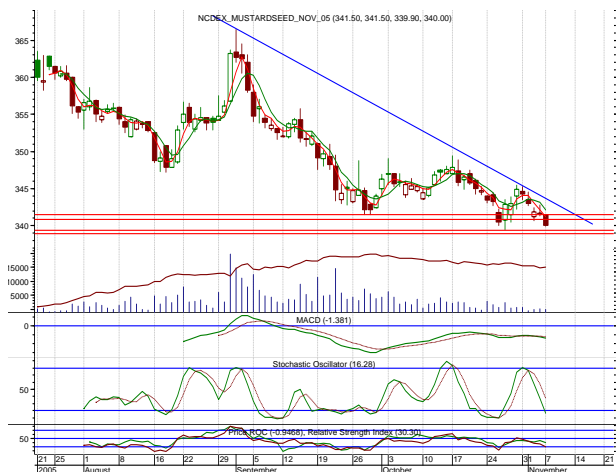 NCDEX_MUSTARDSEED_NOV_05 (341.50, 341.50, 339.90, 340.00)
365
360
355
350
345
340
15000
10000
5000
MACD (-1.381)
0
Stochastic Oscillator (16.28)
50
Price ROC (-0.9468), Relative Strength Index (30.30)
50
21 25 1 8 16 22 29 5 12 19 26 3 10 17 24 31 7 14 21
2005 August September October November